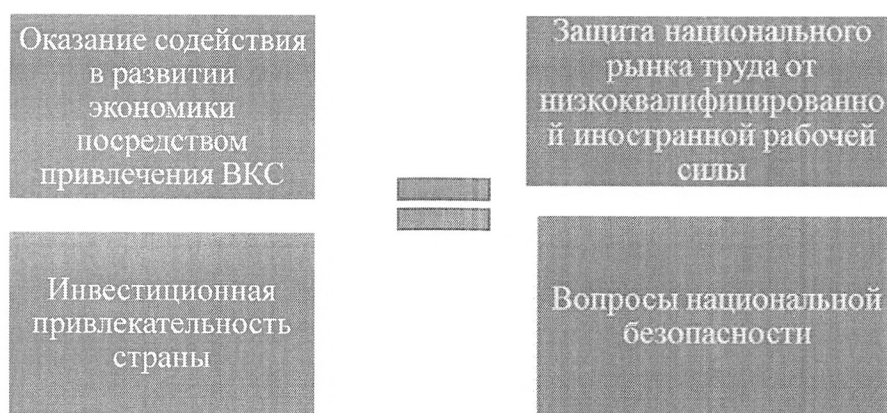 Оказание содействия
в развитии
экономики
посредством
привлечения ВКС
Защита национального
рынка труда от
низкоквалифицированно
й иностранной рабочей
силы
Инвестиционная
привлекательность
страны
Вопросы национальной
безопасности